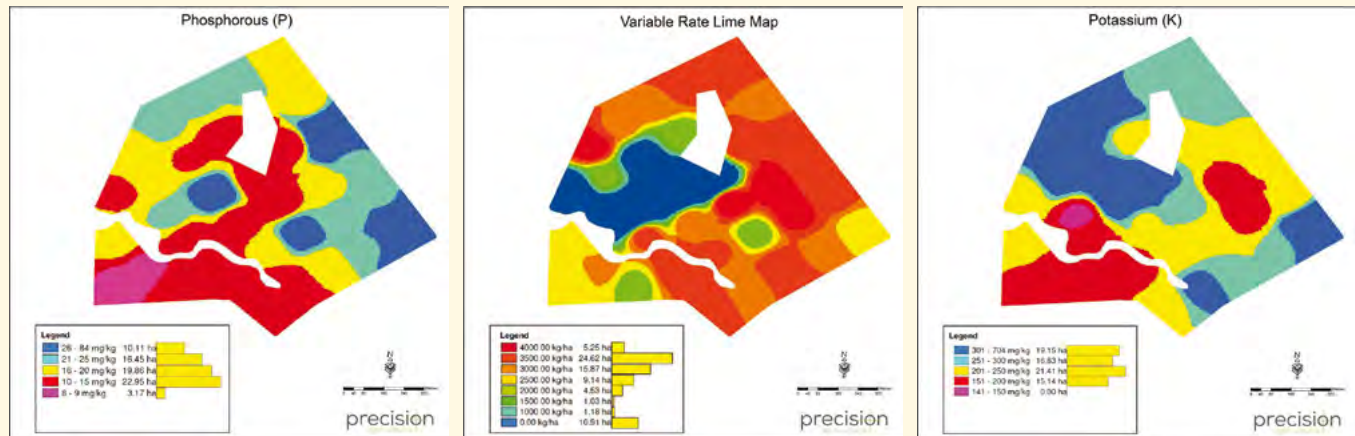 Phosphorous (P)
Legend
26 - 84 mg/kg 10.11 ha
21 - 25 mg/kg 16.45 ha
16 - 20 mg/kg 19.86 ha
10 - 15 mg/kg 22.95 ha
8 - 9 mg/kg 3.17 ha
precision
Variable Rate Lime Map
Legend
4000.00 kg/ha 5.25 ha
3500.00 kg/ha 24.62 ha
3000.00 kg/ha 15.87 ha
2500.00 kg/ha 9.14 ha
2000.00 kg/ha 4.53 ha
1500.00 kg/ha 1.03 ha
1000.00 kg/ha 1.18 ha
0.00 kg/ha 10.91 ha
precision
Potassium (K)
Legend
301 - 704 mg/kg 19.15 ha
251 - 300 mg/kg 16.83 ha
201 - 250 mg/kg 21.41 ha
151 - 200 mg/kg 15.14 ha
141 - 150 mg/kg 0.00 ha
precision